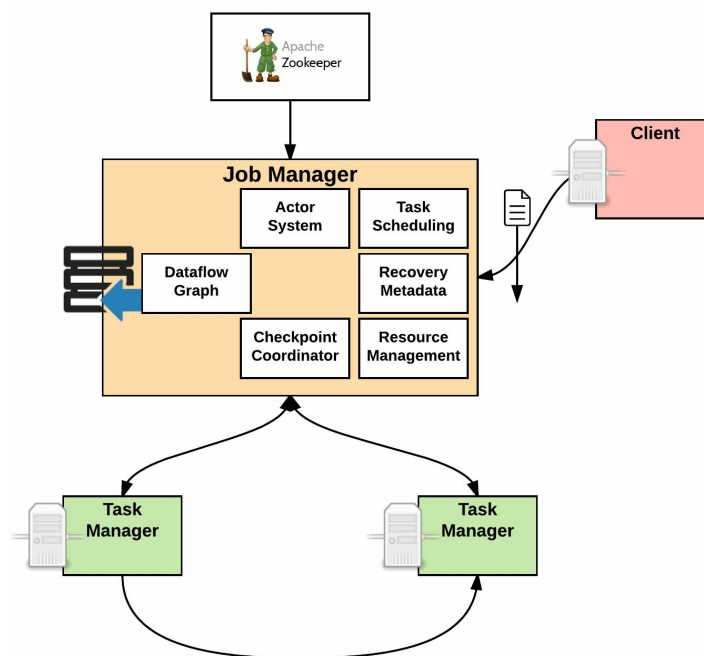 Apache
Zookeeper
Client
Job Manager
Actor
System
Task
Scheduling
Dataflow
Graph
Recovery
Metadata
Checkpoint
Coordinator
Resource
Management
Task
Manager
Task
Manager